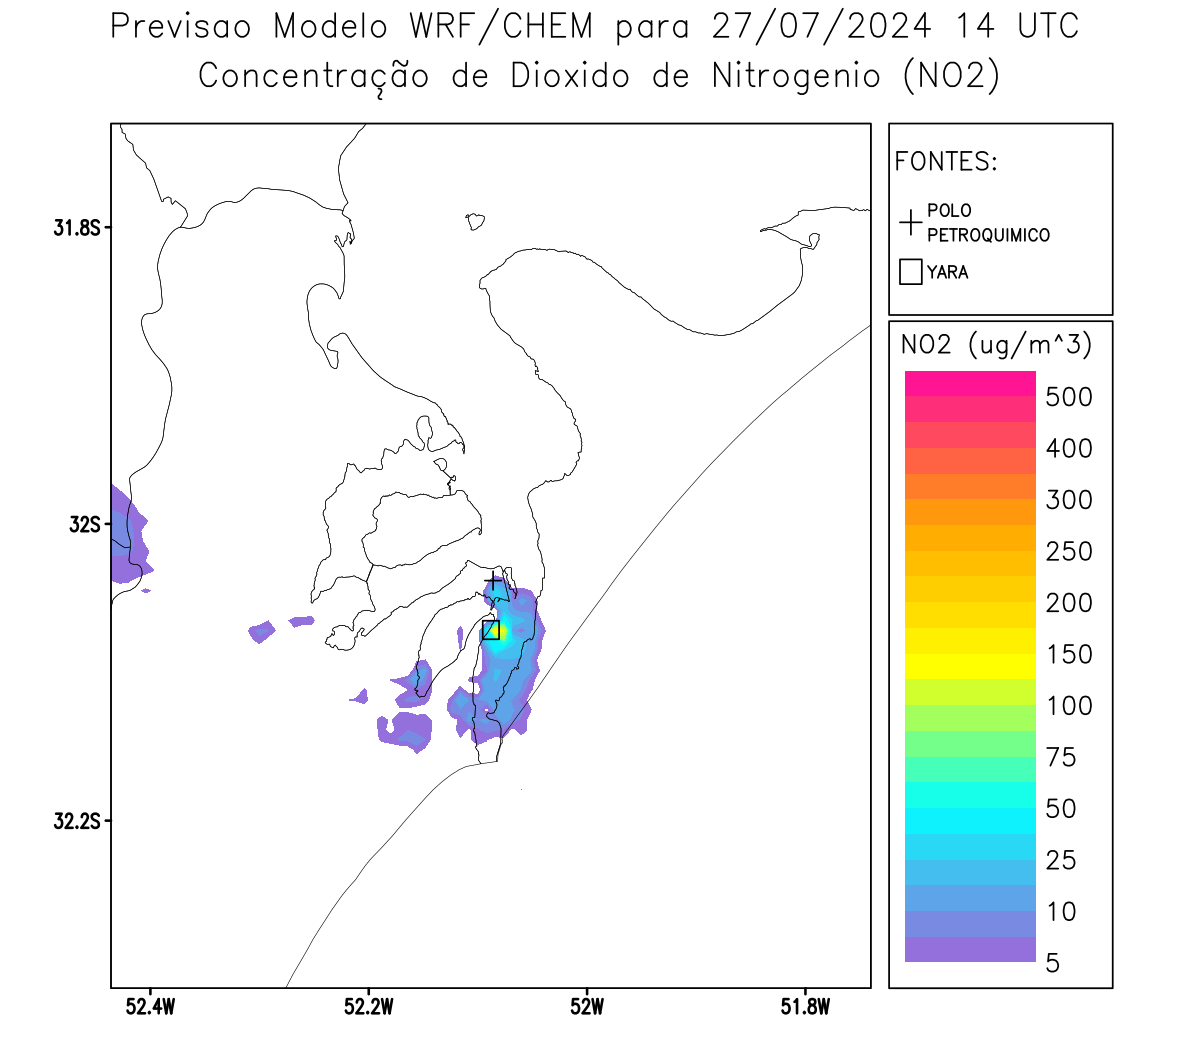 Previsao Modelo WRF/CHEM para 27/07/2024 14 UTC
Concentração de Dioxido de Nitrogenio (NO2)
FONTES:
POLO
PETROQUIMICO
YARA
NO2 (ug/m^3)
500
400
300
250
200
150
100
75
50
25
10
5
31.8S
32S
32.2S
52.4W
52.2W
52W
51.8W